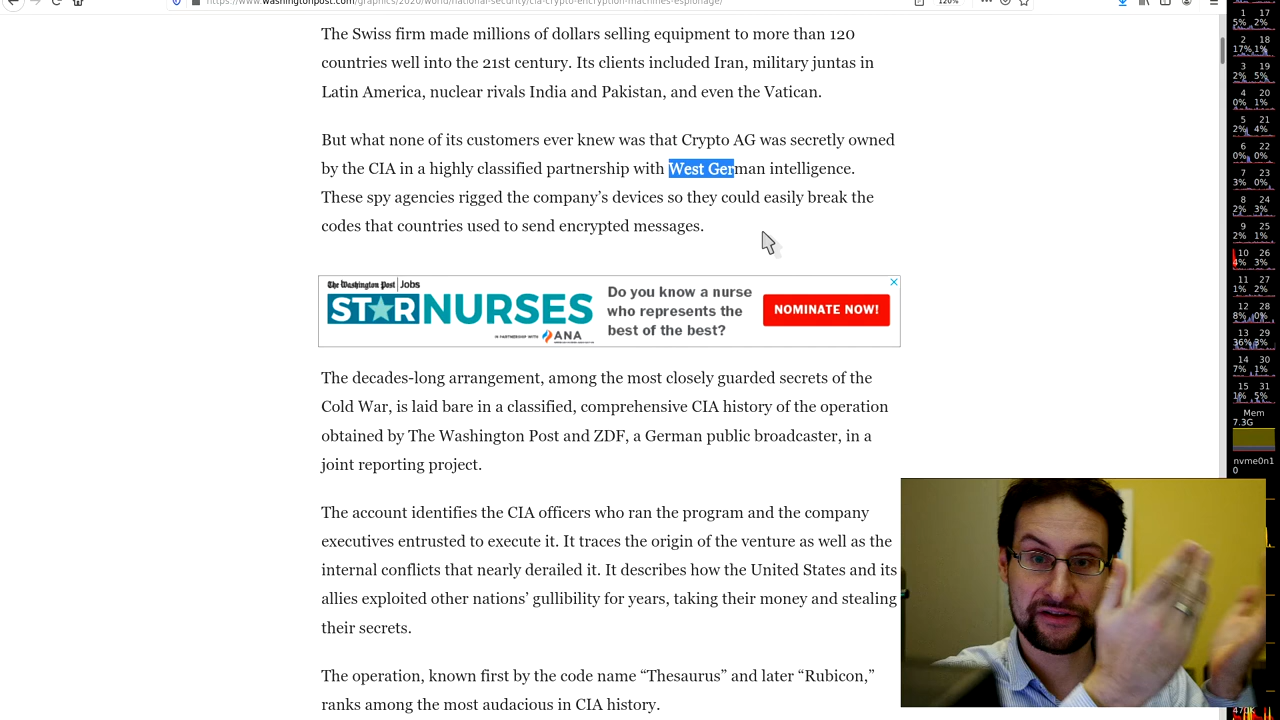 https://www.washingtonpost.com/graphics/2020/world/national-security/cia-crypto-encryption-machines-espionage/
120%
The Swiss firm made millions of dollars selling equipment to more than 120
countries well into the 21st century. Its clients included Iran, military juntas in
Latin America, nuclear rivals India and Pakistan, and even the Vatican.
But what none of its customers ever knew was that Crypto AG was secretly owned
by the CIA in a highly classified partnership with West German intelligence.
These spy agencies rigged the company’s devices so they could easily break the
codes that countries used to send encrypted messages.
The Washington Post Jobs
STAR NURSES
IN PARTNERSHIP WITH ANA
Do you know a nurse
who represents the
best of the best?
NOMINATE NOW!
The decades-long arrangement, among the most closely guarded secrets of the
Cold War, is laid bare in a classified, comprehensive CIA history of the operation
obtained by The Washington Post and ZDF, a German public broadcaster, in a
joint reporting project.
The account identifies the CIA officers who ran the program and the company
executives entrusted to execute it. It traces the origin of the venture as well as the
internal conflicts that nearly derailed it. It describes how the United States and its
allies exploited other nations’ gullibility for years, taking their money and stealing
their secrets.
The operation, known first by the code name “Thesaurus” and later “Rubicon,”
ranks among the most audacious in CIA history.
1 17
5% 2%
2 18
17% 1%
3 19
2% 5%
4 20
0% 1%
5 21
2% 4%
6 22
0% 0%
7 23
3% 0%
8 24
2% 3%
9 25
2% 1%
10 26
4% 3%
11 27
1% 2%
12 28
8% 0%
13 29
36% 3%
14 30
7% 1%
15 31
1% 5%
Mem
7.3G
nvme0n1
0